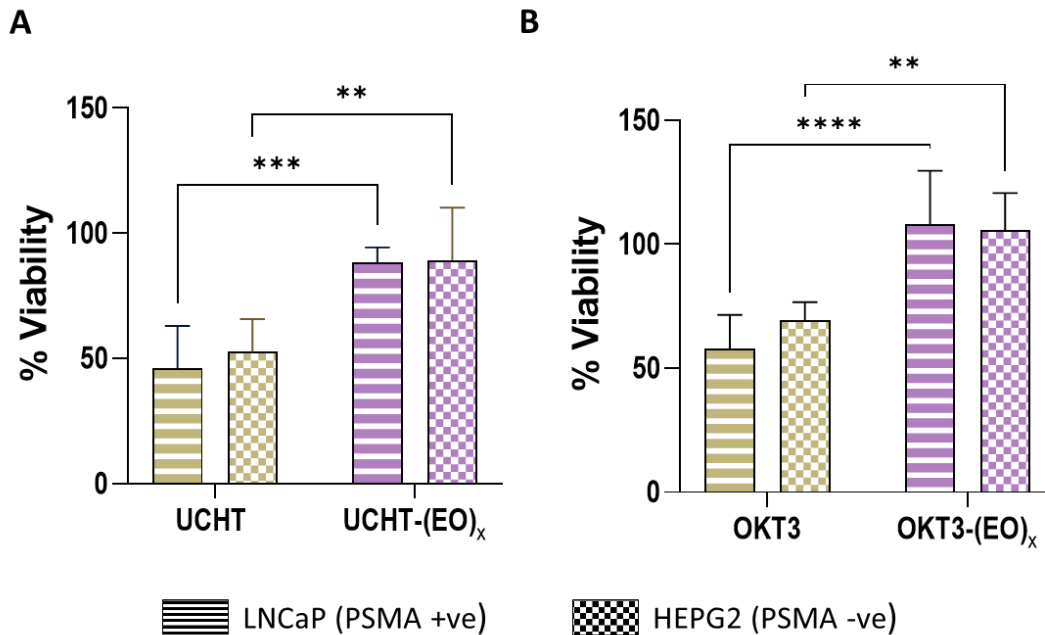 A
B
% Viability
150
100
50
0
***
**
UCHT
UCHT-(EO)x
% Viability
150
100
50
0
****
**
OKT3
OKT3-(EO)x
LNCaP (PSMA +ve)
HEPG2 (PSMA -ve)